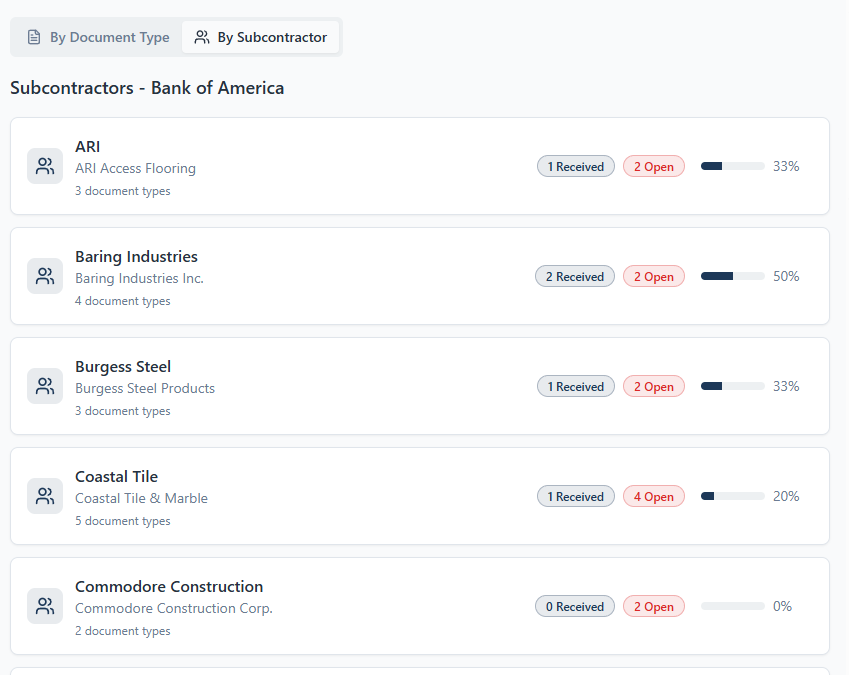 By Document Type
By Subcontractor
Subcontractors - Bank of America
ARI
ARI Access Flooring
3 document types
1 Received
2 Open
33%
Baring Industries
Baring Industries Inc.
4 document types
2 Received
2 Open
50%
Burgess Steel
Burgess Steel Products
3 document types
1 Received
2 Open
33%
Coastal Tile
Coastal Tile & Marble
5 document types
1 Received
4 Open
20%
Commodore Construction
Commodore Construction Corp.
2 document types
0 Received
2 Open
0%